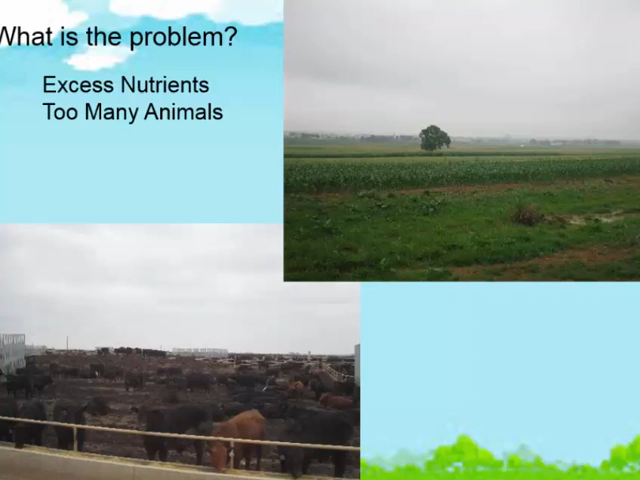 What is the problem?
Excess Nutrients
Too Many Animals